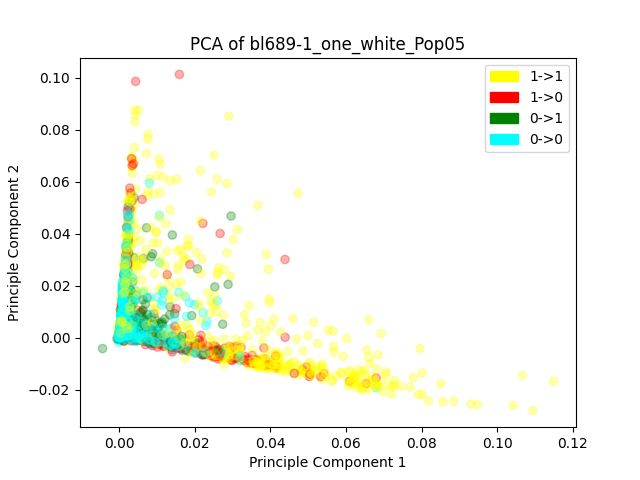 PCA of bl689-1_one_white_Pop05
1->1
1->0
0->1
0->0
Principle Component 2
0.10
0.08
0.06
0.04
0.02
0.00
−0.02
0.00 0.02 0.04 0.06 0.08 0.10 0.12
Principle Component 1